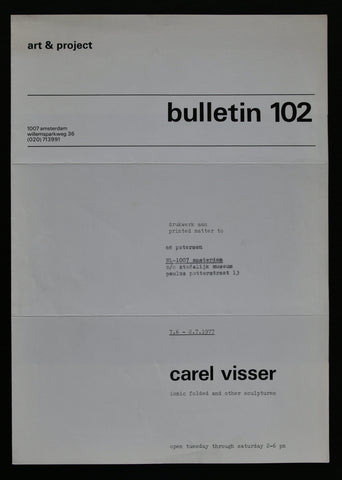 art & project
bulletin 102
1007 amsterdam
willemsparkweg 36
(020) 713991
drukwerk aan
printed matter to
ad petersen
NL-1007 amsterdam
c/o stedelijk museum
paulus potterstraat 13
7.6 - 2.7.1977
carel visser
ionic folded and other sculptures
open tuesday through saturday 2-6 pm